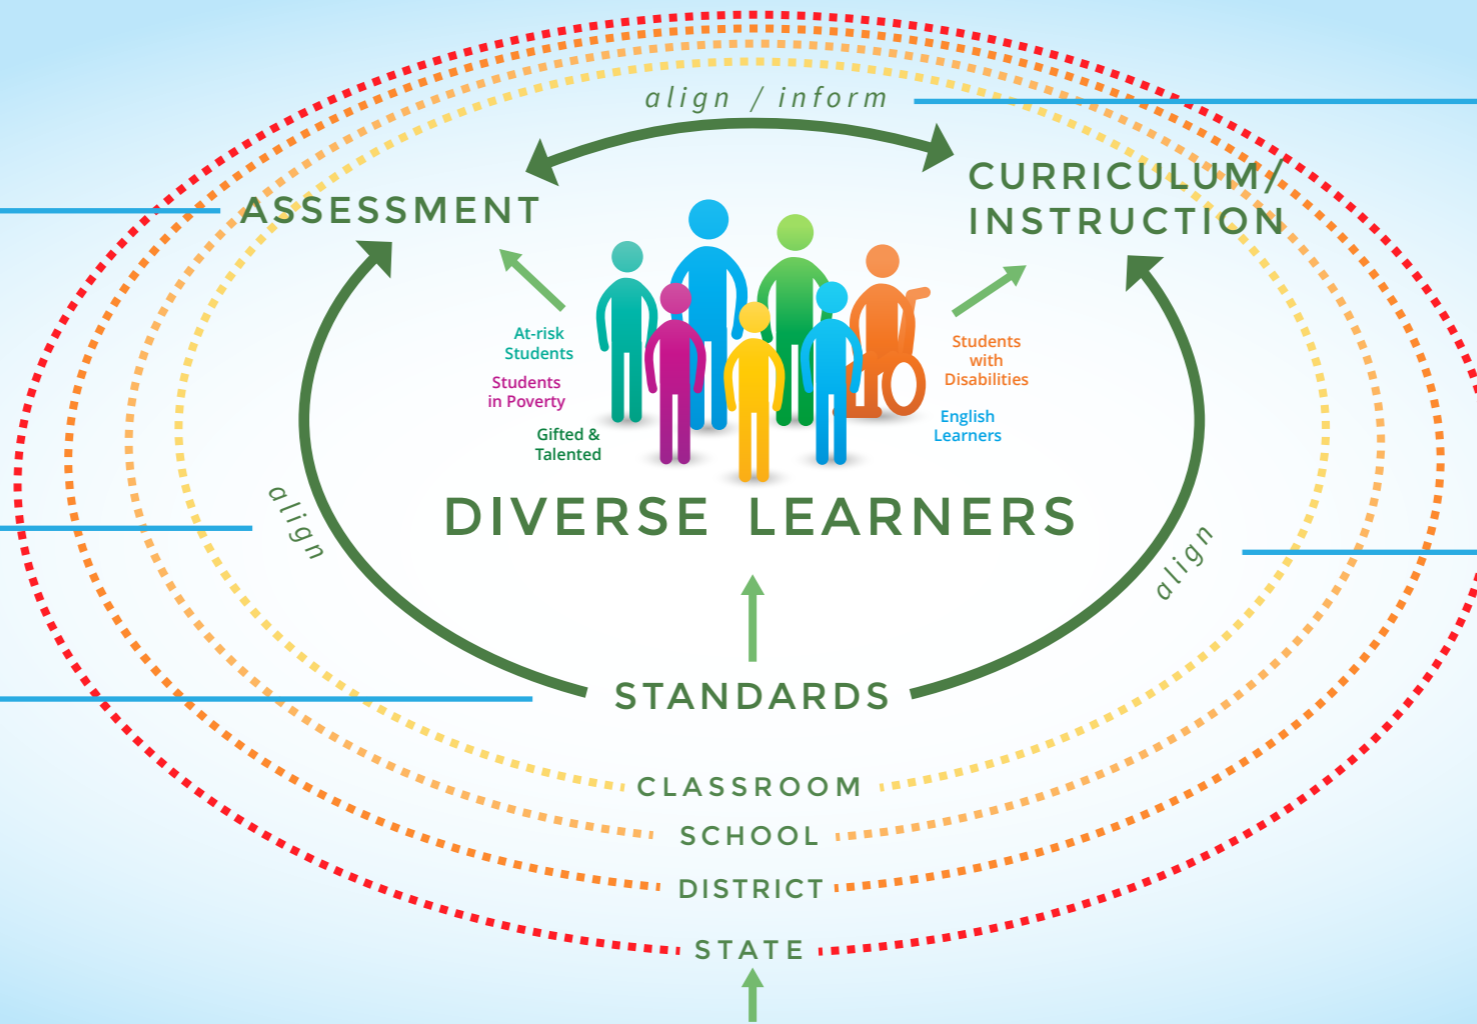 align / inform
ASSESSMENT
CURRICULUM/
INSTRUCTION
At-risk
Students
Students
in Poverty
Gifted &
Talented
Students
with
Disabilities
English
Learners
DIVERSE LEARNERS
align
align
STANDARDS
CLASSROOM
SCHOOL
DISTRICT
STATE